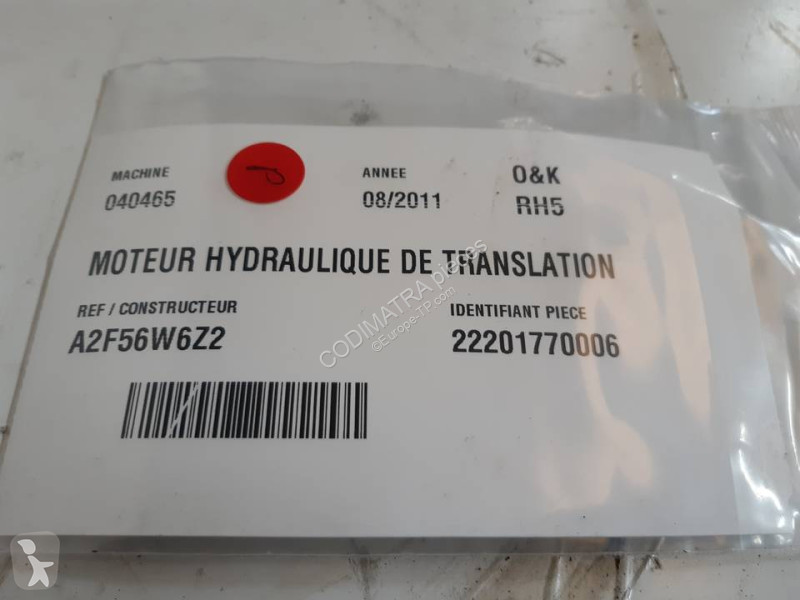 MACHINE ANNEE O&K
040465 08/2011 RH5
MOTEUR HYDRAULIQUE DE TRANSLATION
REF / CONSTRUCTEUR IDENTIFIANT PIECE
A2F56W6Z2 22201770006
CODIMATRA pieces
©Europe-TP.com